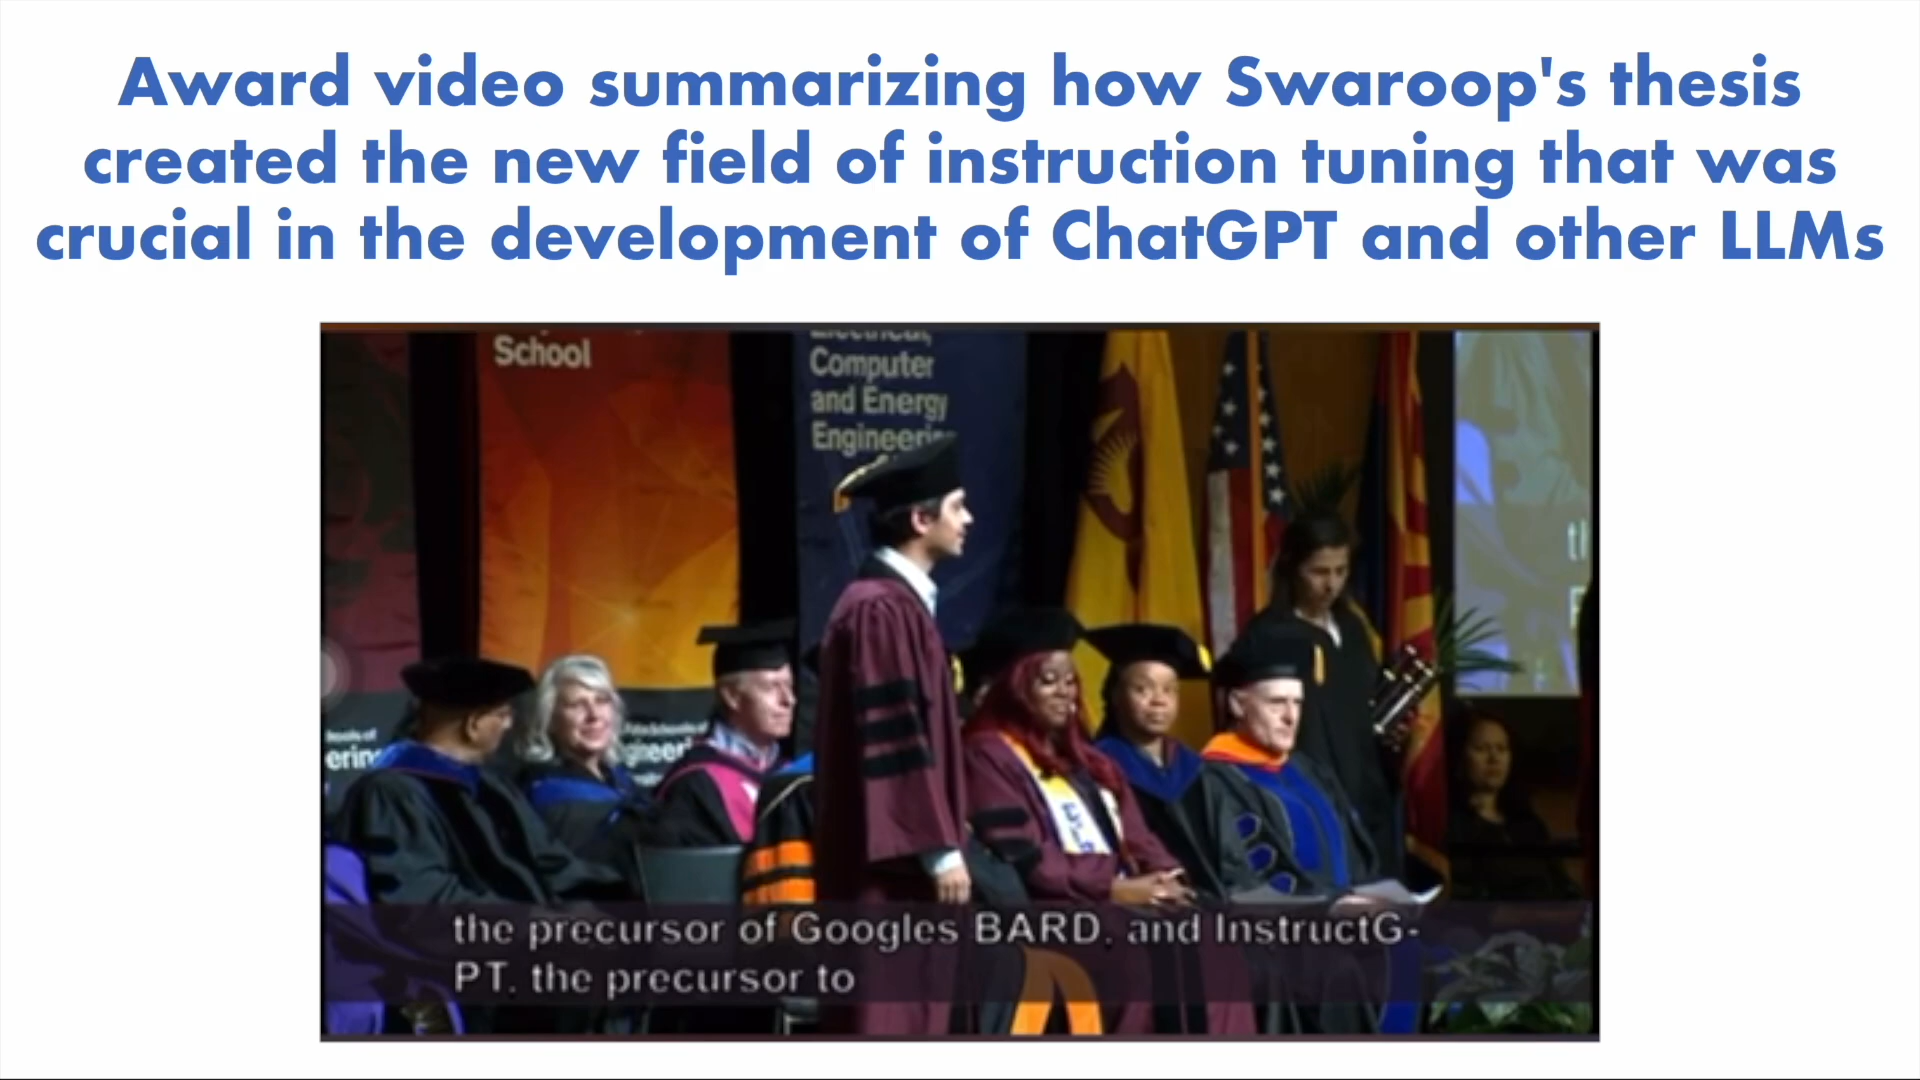 Award video summarizing how Swaroop's thesis
created the new field of instruction tuning that was
crucial in the development of ChatGPT and other LLMs
School
Electrical,
Computer
and Energy
Engineering
the precursor of Googles BARD. and InstructG-
PT. the precursor to